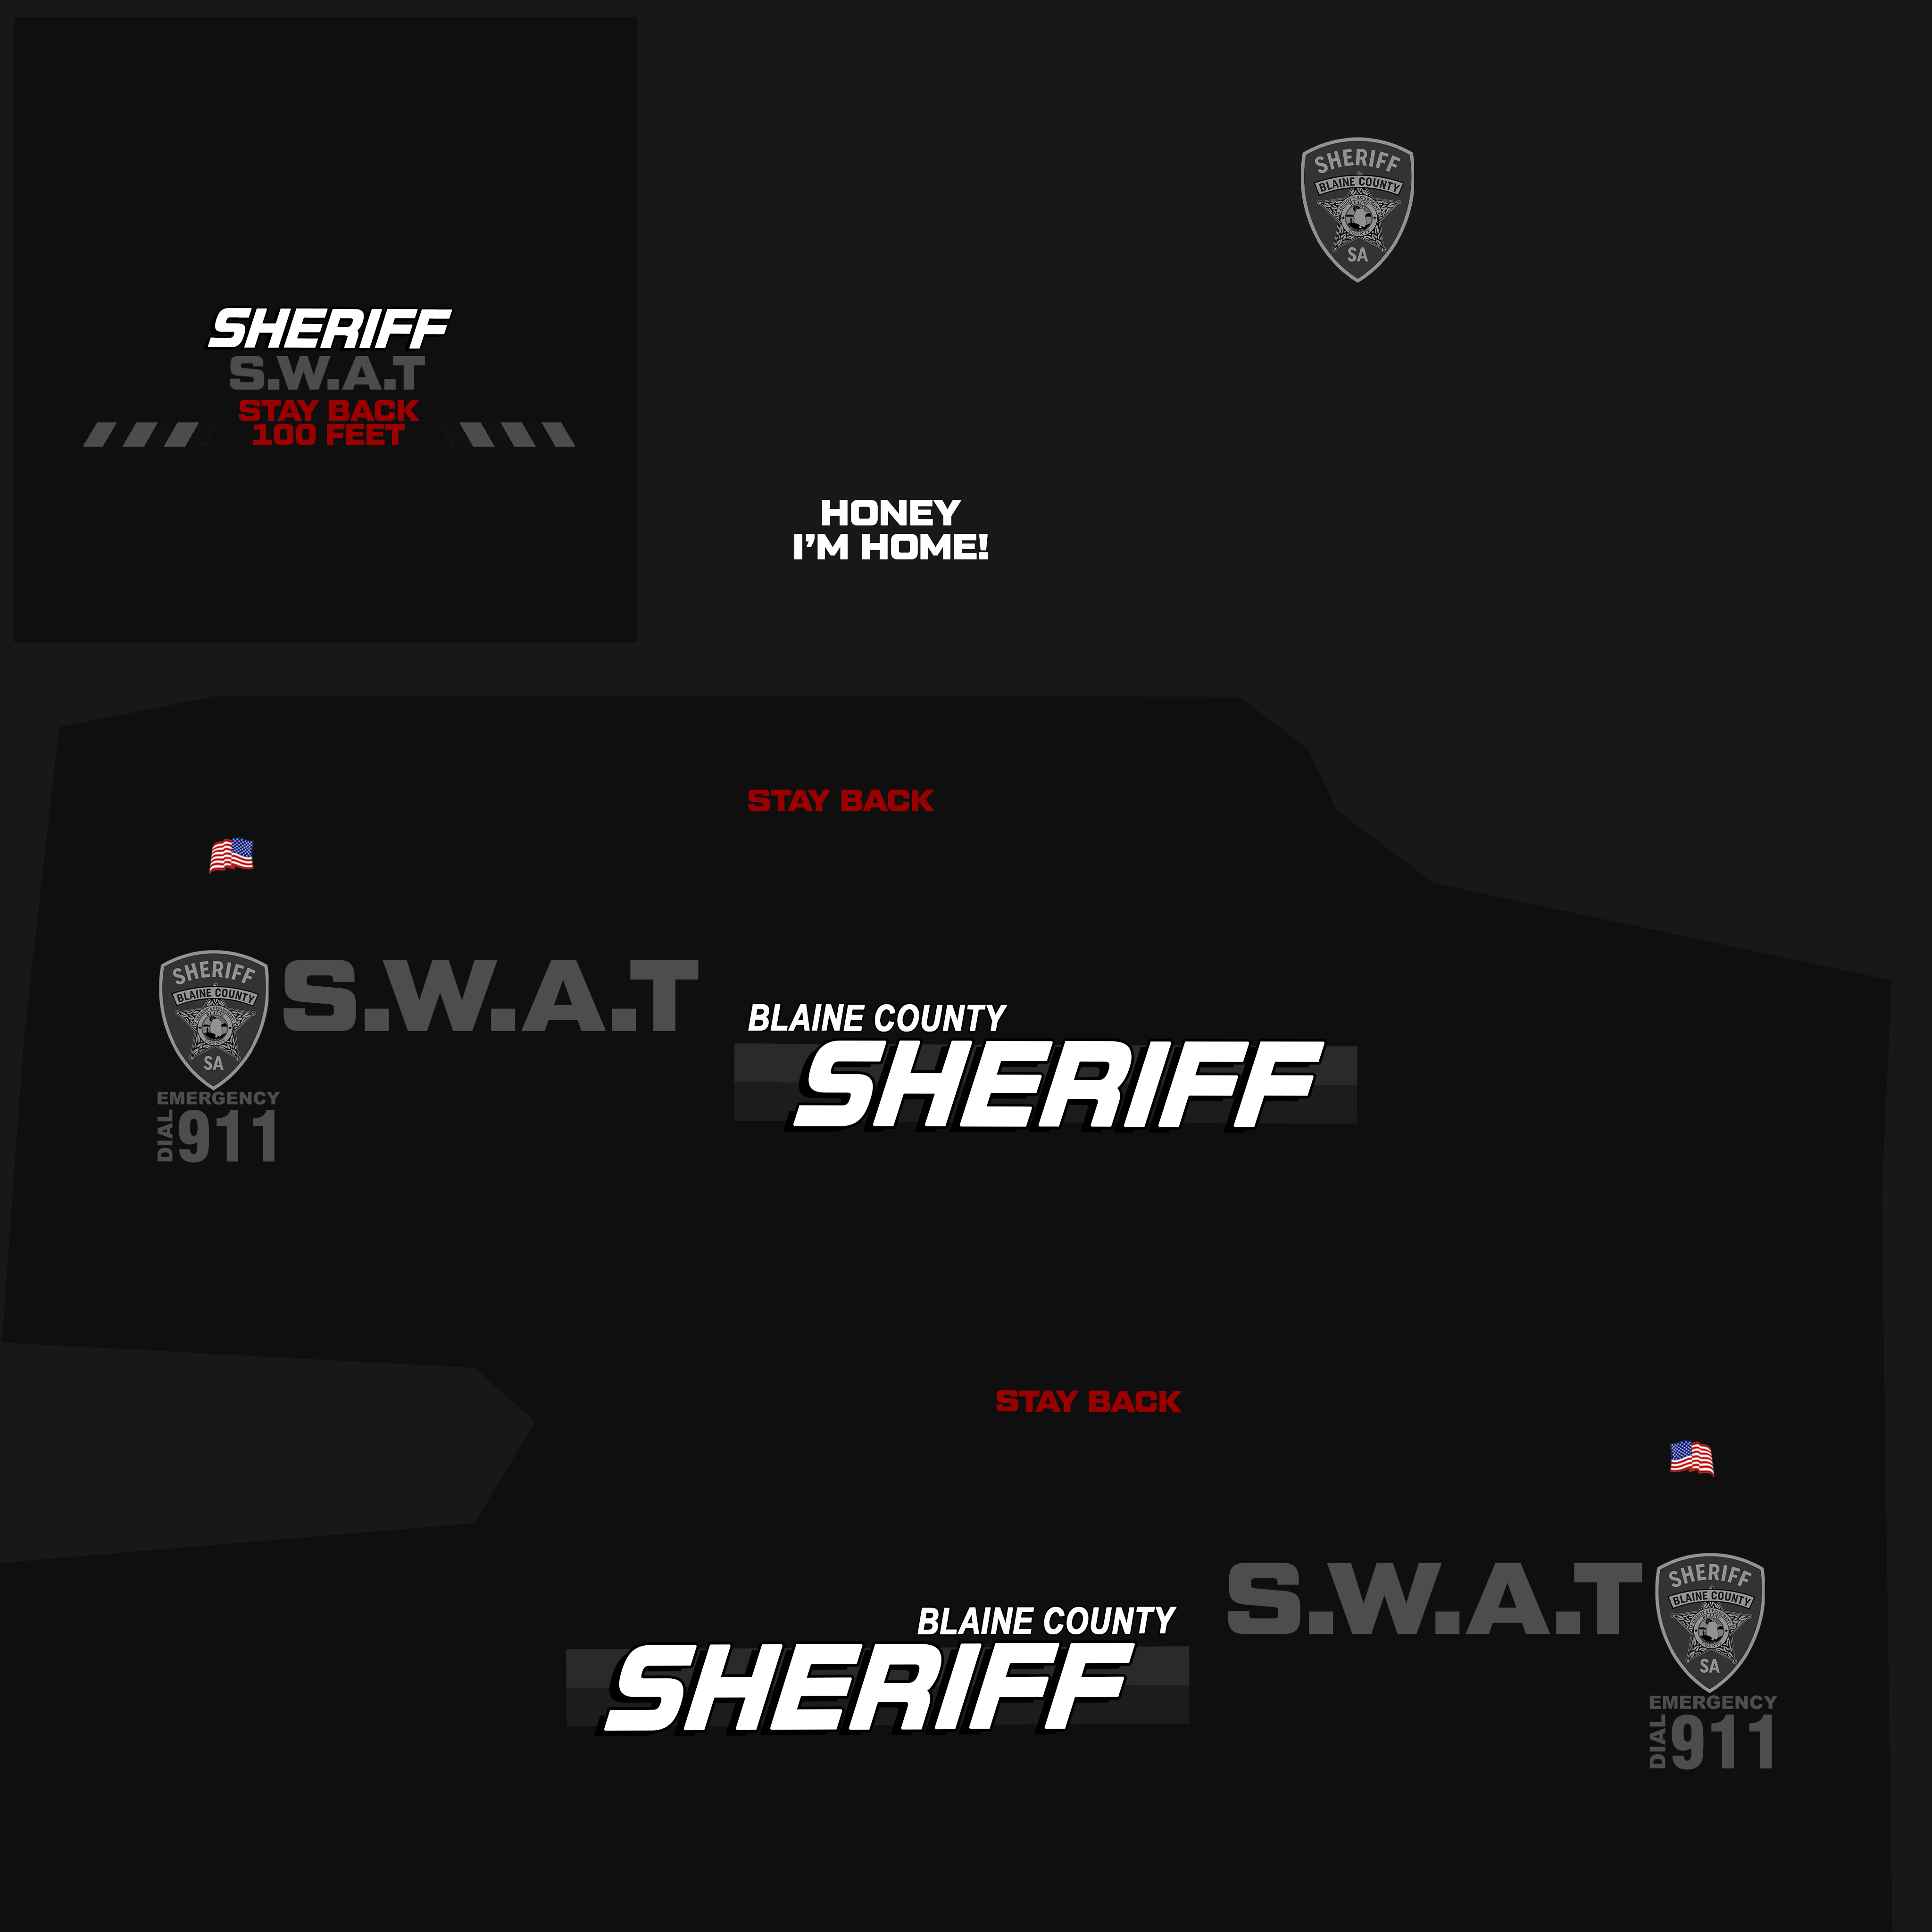 SHERIFF
S.W.A.T
STAY BACK
100 FEET
SHERIFF
BLAINE COUNTY
SA
HONEY
I'M HOME!
STAY BACK
SHERIFF
BLAINE COUNTY
SA
EMERGENCY
DIAL
911
S.W.A.T
BLAINE COUNTY
SHERIFF
STAY BACK
BLAINE COUNTY
SHERIFF
S.W.A.T
SHERIFF
BLAINE COUNTY
SA
EMERGENCY
DIAL
911